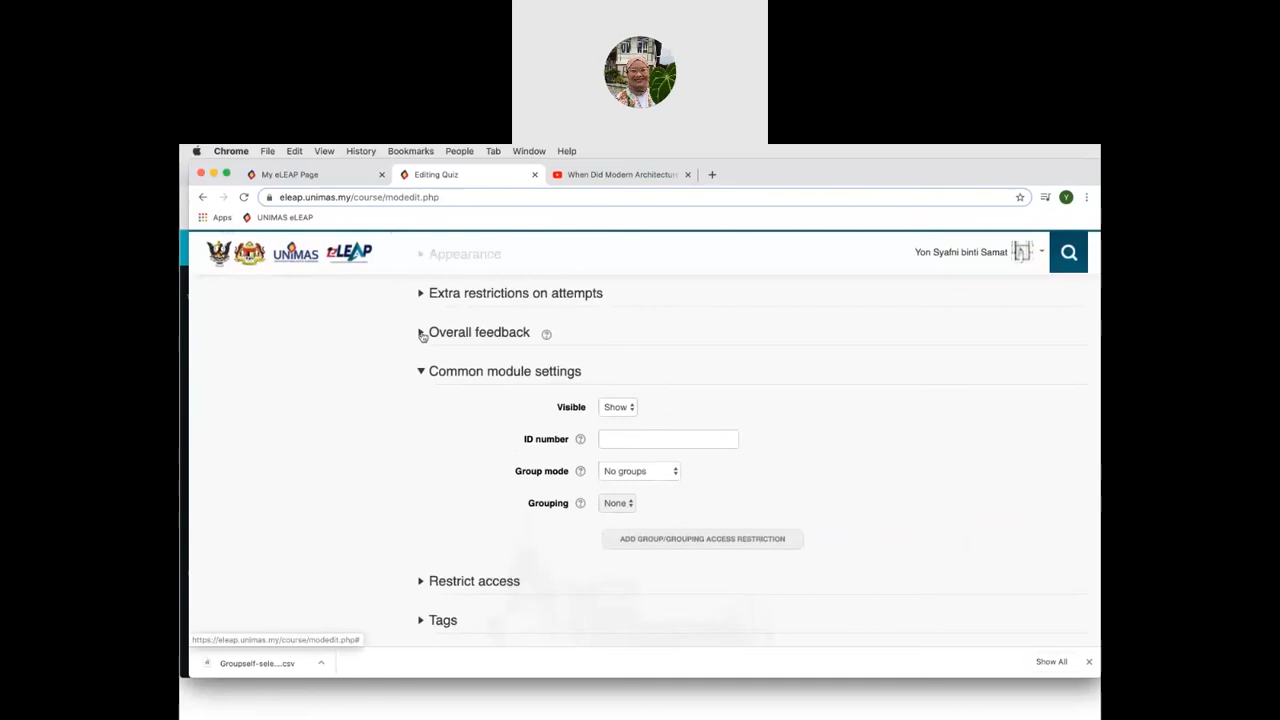 Chrome File Edit View History Bookmarks People Tab Window Help
My eLEAP Page
Editing Quiz
When Did Modern Architectur
eleap.unimas.my/course/modedit.php
Y
Apps
UNIMAS eLEAP
UNIMAS
eLEAP
Yon Syafni binti Samat
Appearance
Extra restrictions on attempts
Overall feedback
Common module settings
Visible Show
ID number
Group mode No groups
Grouping None
ADD GROUP/GROUPING ACCESS RESTRICTION
Restrict access
Tags
https://eleap.unimas.my/course/modedit.php#
Groupself-sele....csv
Show All